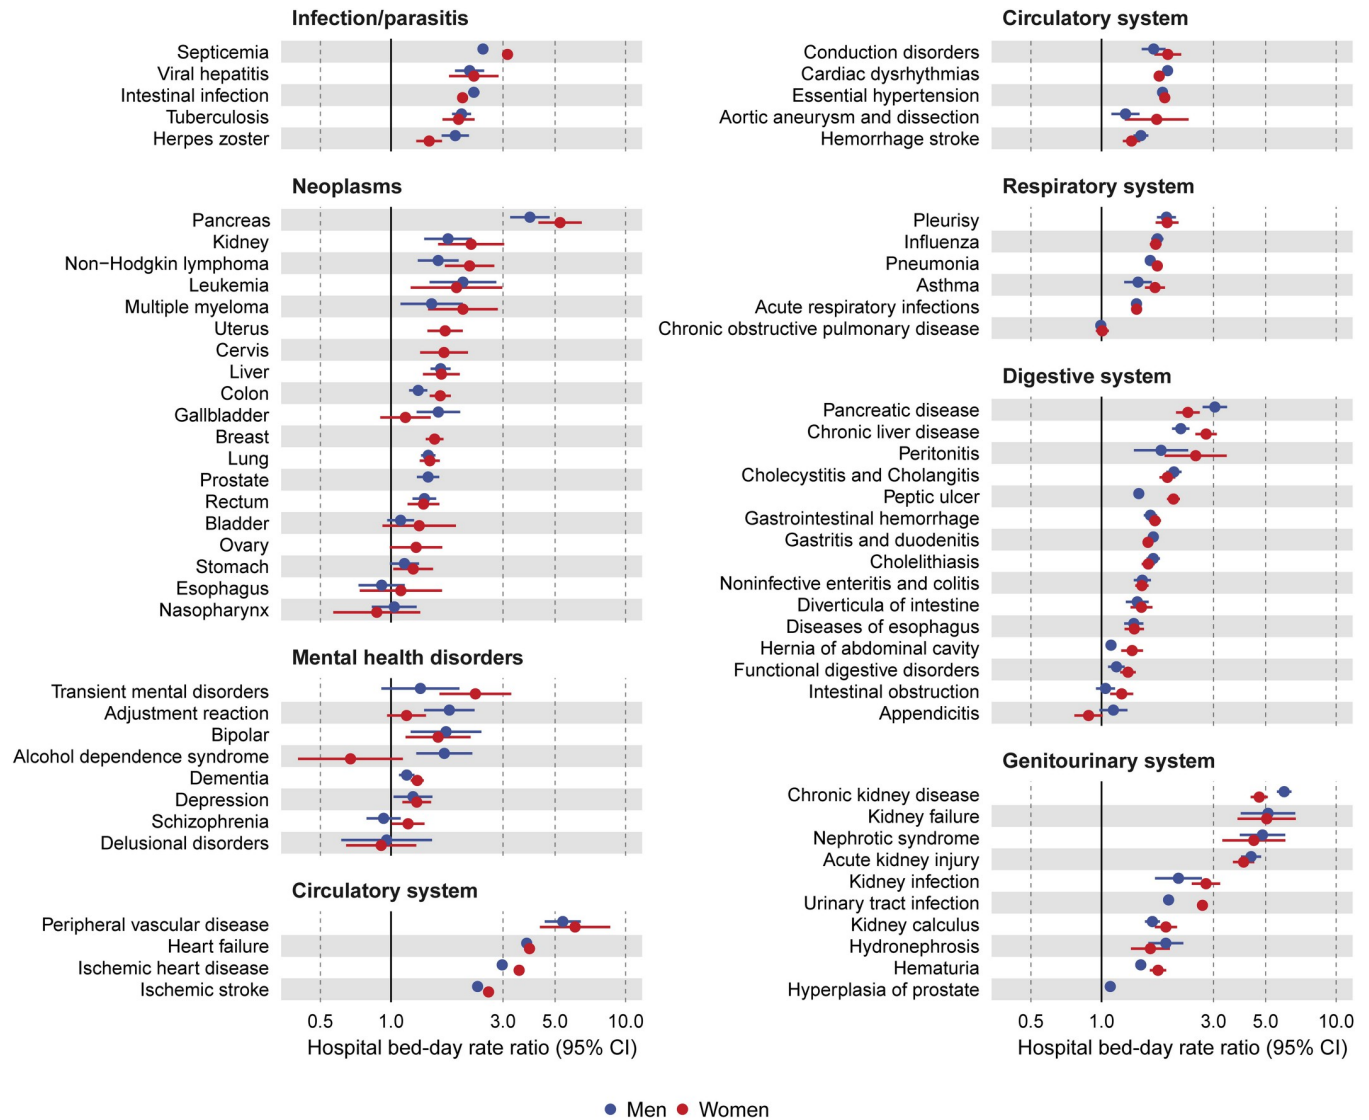 Infection/parasitis
Septicemia
Viral hepatitis
Intestinal infection
Tuberculosis
Herpes zoster
Neoplasms
Pancreas
Kidney
Non−Hodgkin lymphoma
Leukemia
Multiple myeloma
Uterus
Cervis
Liver
Colon
Gallbladder
Breast
Lung
Prostate
Rectum
Bladder
Ovary
Stomach
Esophagus
Nasopharynx
Mental health disorders
Transient mental disorders
Adjustment reaction
Bipolar
Alcohol dependence syndrome
Dementia
Depression
Schizophrenia
Delusional disorders
Circulatory system
Peripheral vascular disease
Heart failure
Ischemic heart disease
Ischemic stroke
0.5 1.0 3.0 5.0 10.0
Hospital bed−day rate ratio (95% CI)
Circulatory system
Conduction disorders
Cardiac dysrhythmias
Essential hypertension
Aortic aneurysm and dissection
Hemorrhage stroke
Respiratory system
Pleurisy
Influenza
Pneumonia
Asthma
Acute respiratory infections
Chronic obstructive pulmonary disease
Digestive system
Pancreatic disease
Chronic liver disease
Peritonitis
Cholecystitis and Cholangitis
Peptic ulcer
Gastrointestinal hemorrhage
Gastritis and duodenitis
Cholelithiasis
Noninfective enteritis and colitis
Diverticula of intestine
Diseases of esophagus
Hernia of abdominal cavity
Functional digestive disorders
Intestinal obstruction
Appendicitis
Genitourinary system
Chronic kidney disease
Kidney failure
Nephrotic syndrome
Acute kidney injury
Kidney infection
Urinary tract infection
Kidney calculus
Hydronephrosis
Hematuria
Hyperplasia of prostate
0.5 1.0 3.0 5.0 10.0
Hospital bed−day rate ratio (95% CI)
Men Women